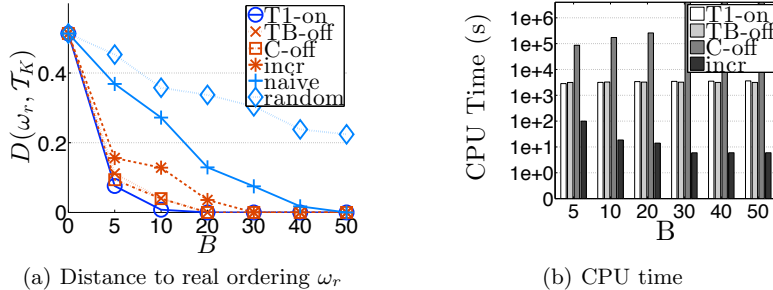 T1-on
TB-off
C-off
incr
naive
random
D(ω_r, T_K)
0.4
0.2
0
0 5 10 20 30 40 50
B
(a) Distance to real ordering ω_r
CPU Time (s)
1e+6
1e+5
1e+4
1e+3
1e+2
1e+1
1e+0
0
T1-on
TB-off
C-off
incr
5 10 20 30 40 50
B
(b) CPU time